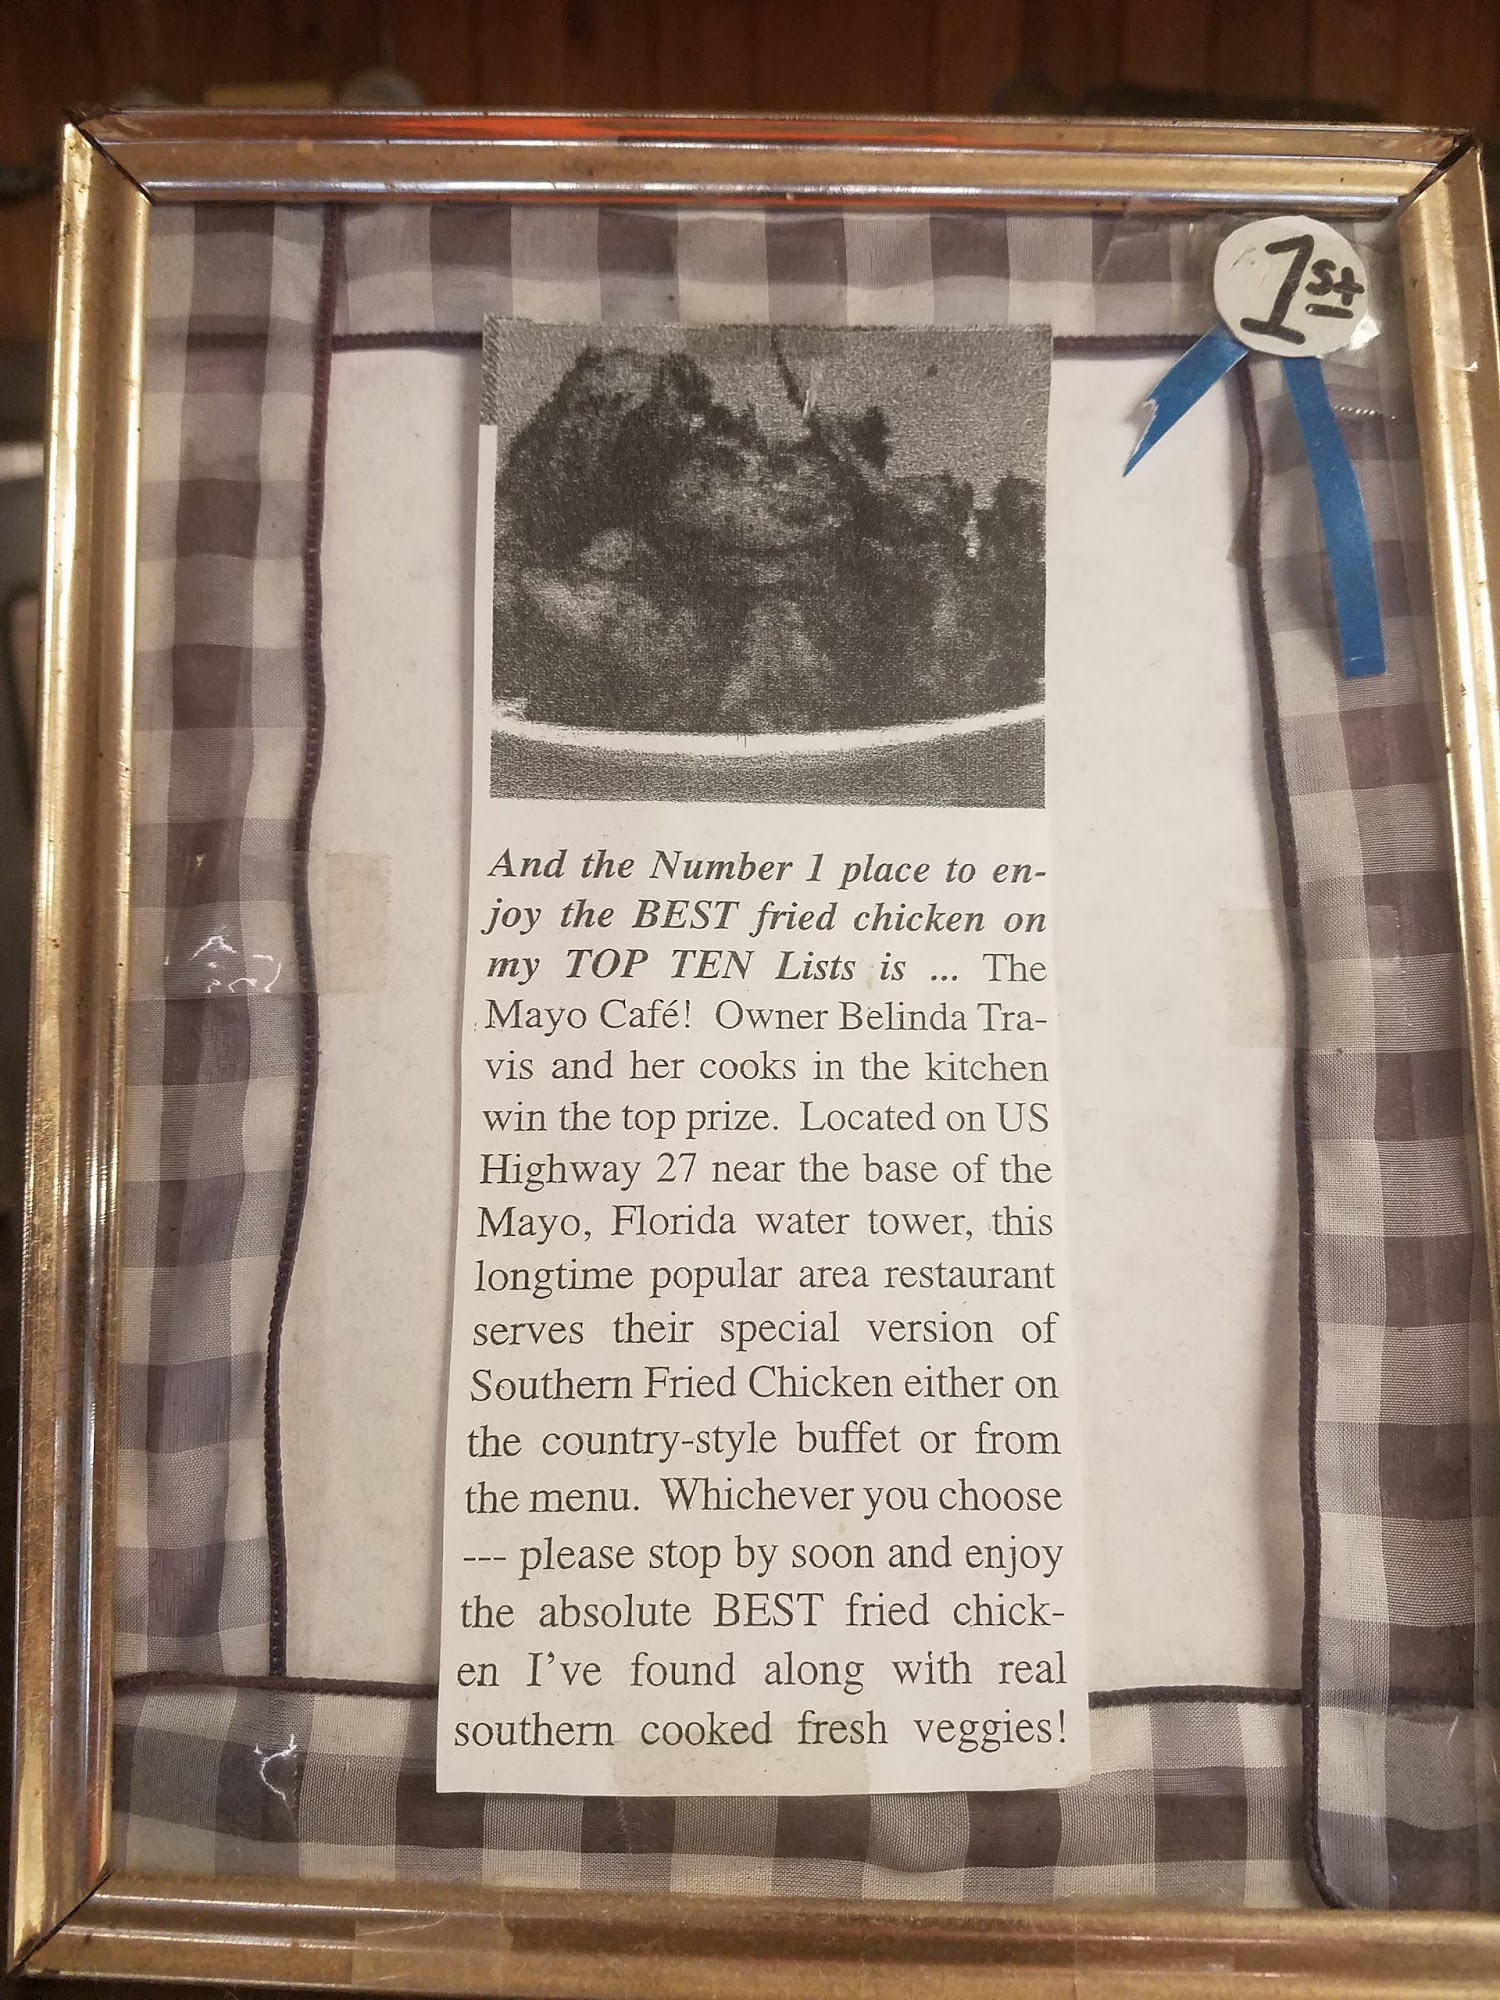 1st
And the Number 1 place to en-
joy the BEST fried chicken on
my TOP TEN Lists is ... The
Mayo Café! Owner Belinda Tra-
vis and her cooks in the kitchen
win the top prize. Located on US
Highway 27 near the base of the
Mayo, Florida water tower, this
longtime popular area restaurant
serves their special version of
Southern Fried Chicken either on
the country-style buffet or from
the menu. Whichever you choose
--- please stop by soon and enjoy
the absolute BEST fried chick-
en I've found along with real
southern cooked fresh veggies!